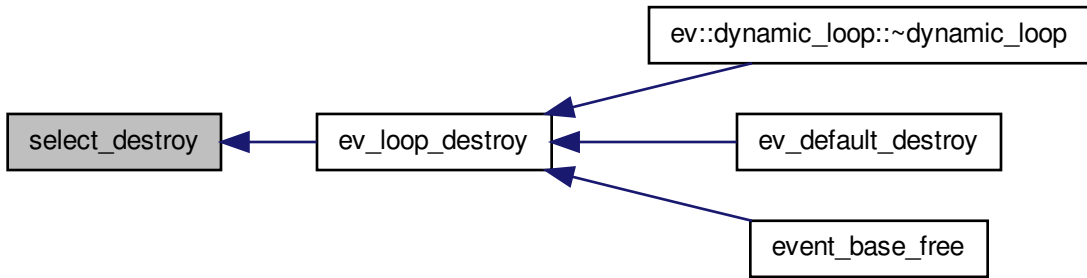 ev::dynamic_loop::~dynamic_loop
select_destroy
ev_loop_destroy
ev_default_destroy
event_base_free